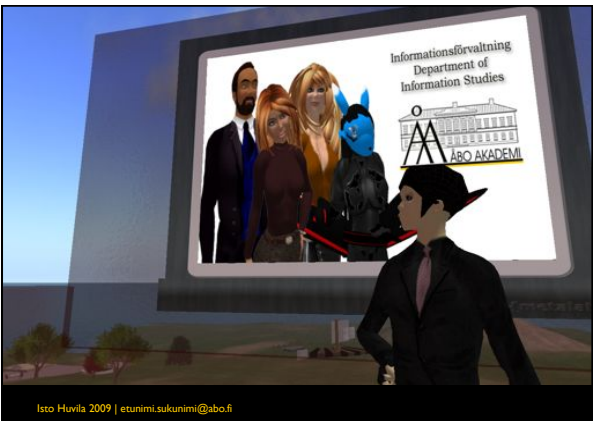 Informationsförvaltning
Department of
Information Studies
ÅBO AKADEMI
Isto Huvila 2009 | etunimi.sukunimi@abo.fi